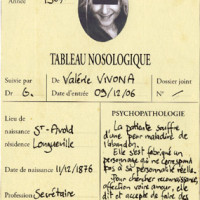 TABLEAU NOSOLOGIQUE
Suivie par De Valérie VIVONA Dossier joint
Dr G. Date d'entrée 09/12/06 N° /
Lieu de
naissance St-Avold
résidence Longueville
Date de naissance 11/12/1876
Profession Secrétaire
PSYCHOPATHOLOGIE
La patiente souffre
d'une peur maladive de
l'abandon.
Elle s'est fabriqué un
personnage qui ne correspond
pas à sa personnalité réelle.
Pour chercher reconnaissance,
affection voire amour, elle
dit et accepte de faire des